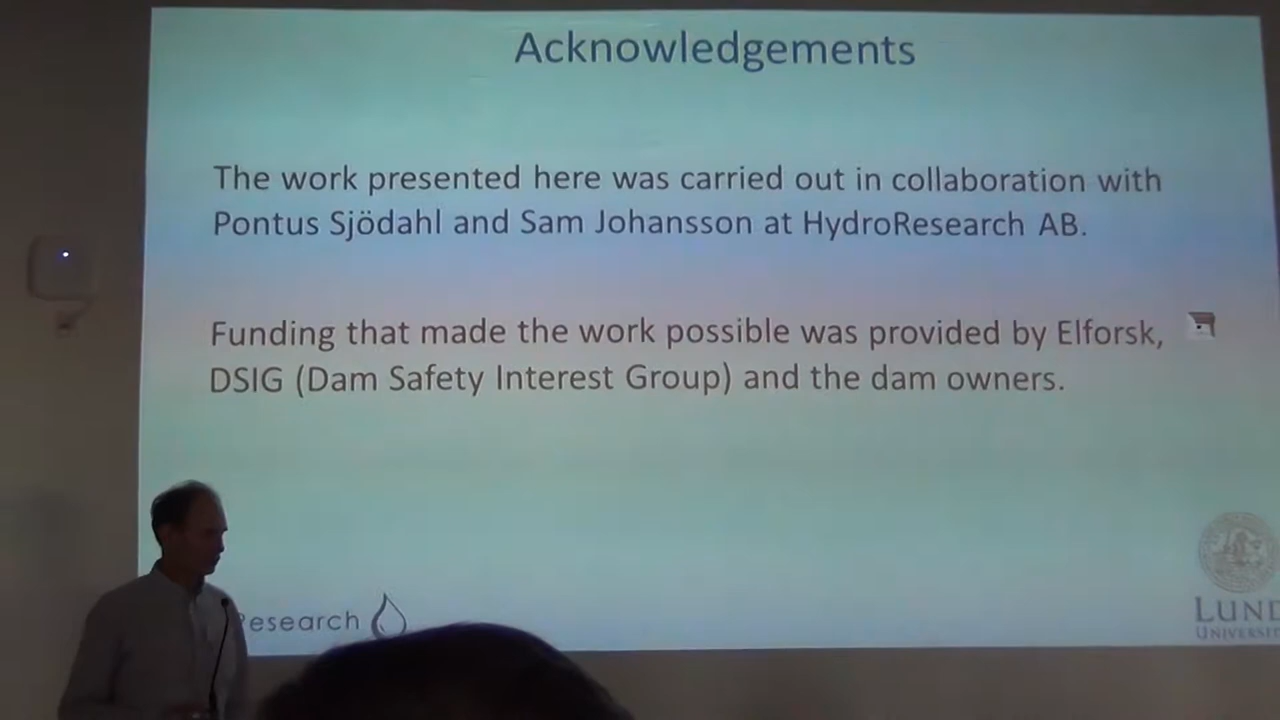 Acknowledgements
The work presented here was carried out in collaboration with
Pontus Sjödahl and Sam Johansson at HydroResearch AB.
Funding that made the work possible was provided by Elforsk,
DSIG (Dam Safety Interest Group) and the dam owners.
esearch
LUND
UNIVERSI